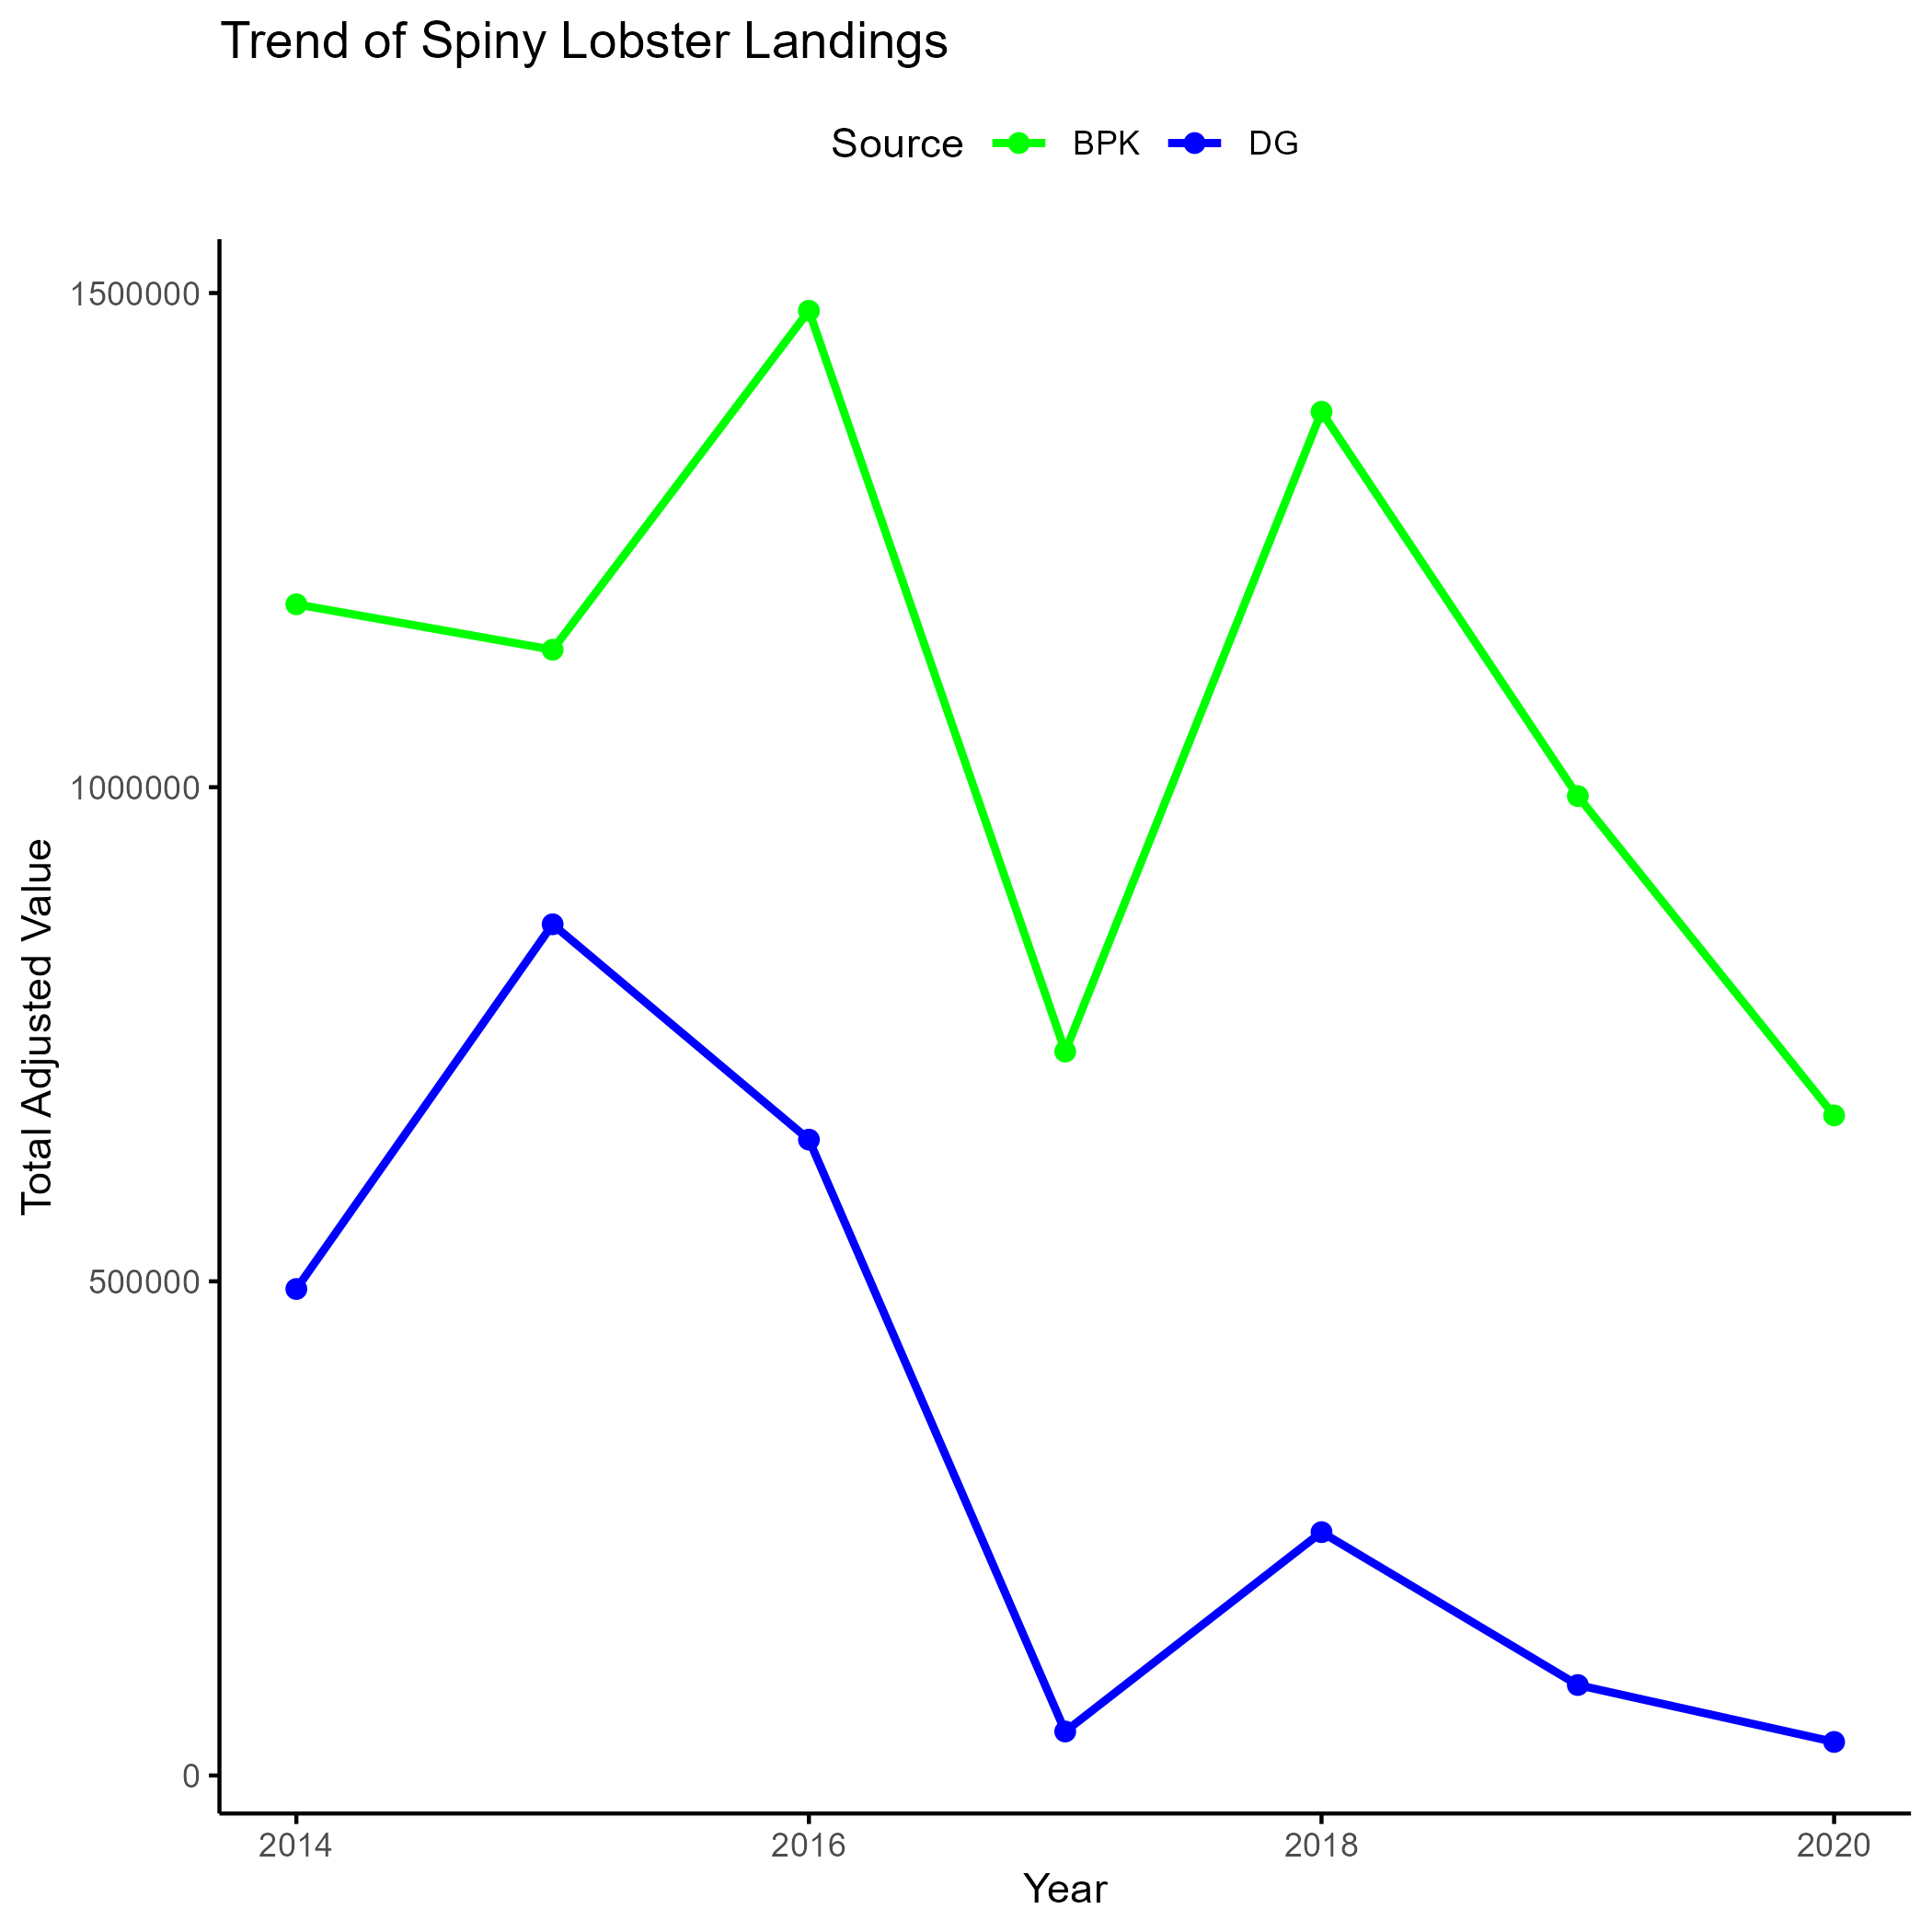 Trend of Spiny Lobster Landings
Source BPK DG
Total Adjusted Value
1500000
1000000
500000
0
2014 2016 2018 2020
Year